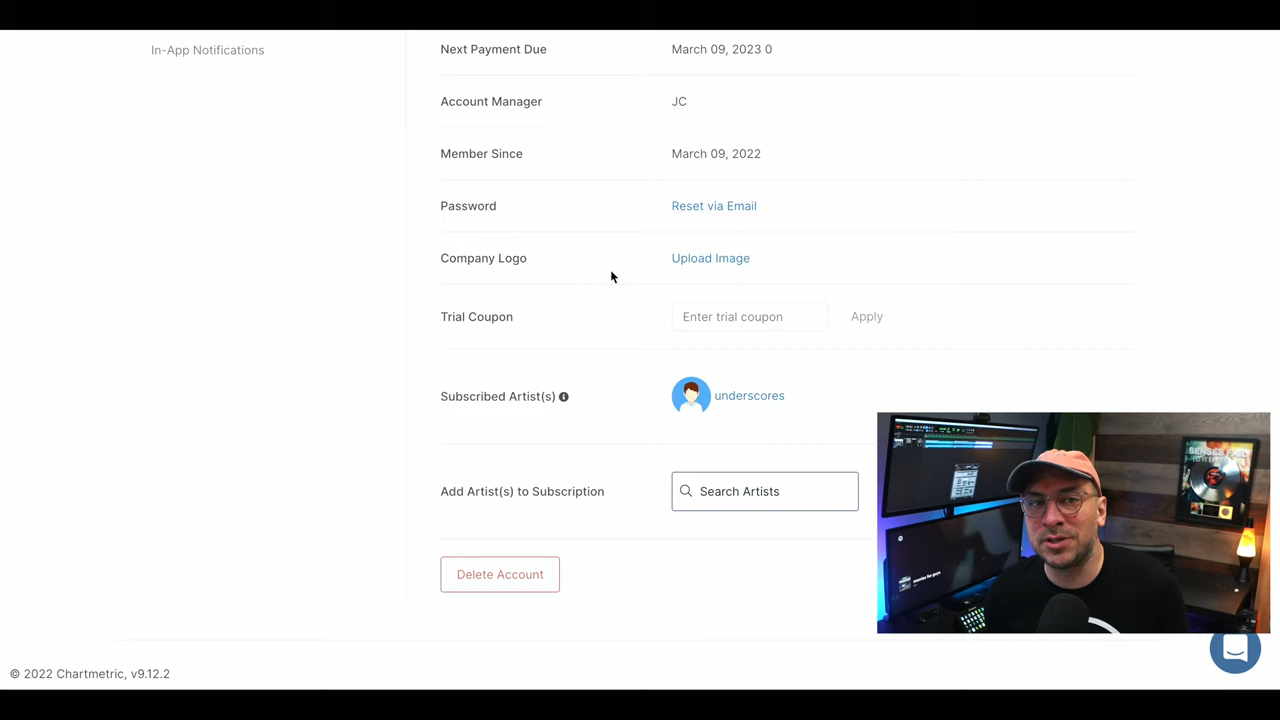 In-App Notifications
Next Payment Due March 09, 2023 0
Account Manager JC
Member Since March 09, 2022
Password Reset via Email
Company Logo Upload Image
Trial Coupon Enter trial coupon Apply
Subscribed Artist(s) underscores
Add Artist(s) to Subscription Search Artists
Delete Account
SENSES FAIL
© 2022 Chartmetric, v9.12.2